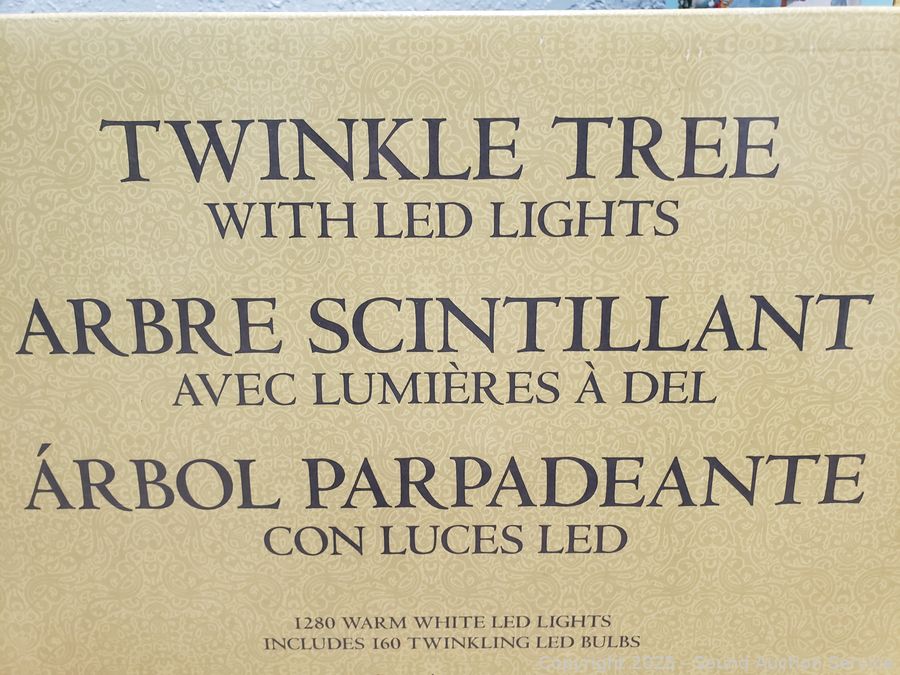 TWINKLE TREE
WITH LED LIGHTS
ARBRE SCINTILLANT
AVEC LUMIÈRES À DEL
ÁRBOL PARPADEANTE
CON LUCES LED
1280 WARM WHITE LED LIGHTS
INCLUDES 160 TWINKLING LED BULBS
Copyright 2025 - Sound Auction Service